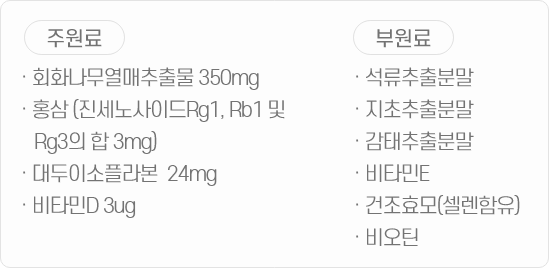 주원료
· 회화나무열매추출물 350mg
· 홍삼 (진세노사이드Rg1, Rb1 및
Rg3의 합 3mg)
· 대두이소플라본 24mg
· 비타민D 3ug
부원료
· 석류추출분말
· 지초추출분말
· 감태추출분말
· 비타민E
· 건조효모(셀렌함유)
· 비오틴